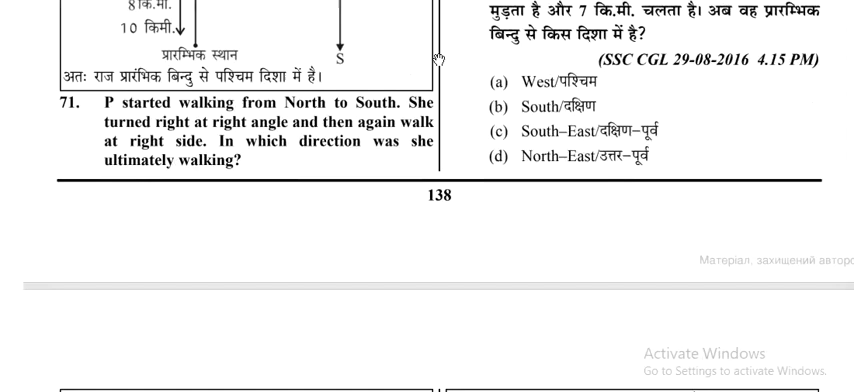 8 कि.मी.
10 किमी.
प्रारम्भिक स्थान
S
अतः राज प्रारंभिक बिन्दु से पश्चिम दिशा में है।
71. P started walking from North to South. She
turned right at right angle and then again walk
at right side. In which direction was she
ultimately walking?
मुड़ता है और 7 कि.मी. चलता है। अब वह प्रारम्भिक
बिन्दु से किस दिशा में है?
(SSC CGL 29-08-2016 4.15 PM)
(a) West/पश्चिम
(b) South/दक्षिण
(c) South–East/दक्षिण–पूर्व
(d) North–East/उत्तर–पूर्व
138
Матеріал, захищений авторс
Activate Windows
Go to Settings to activate Windows.